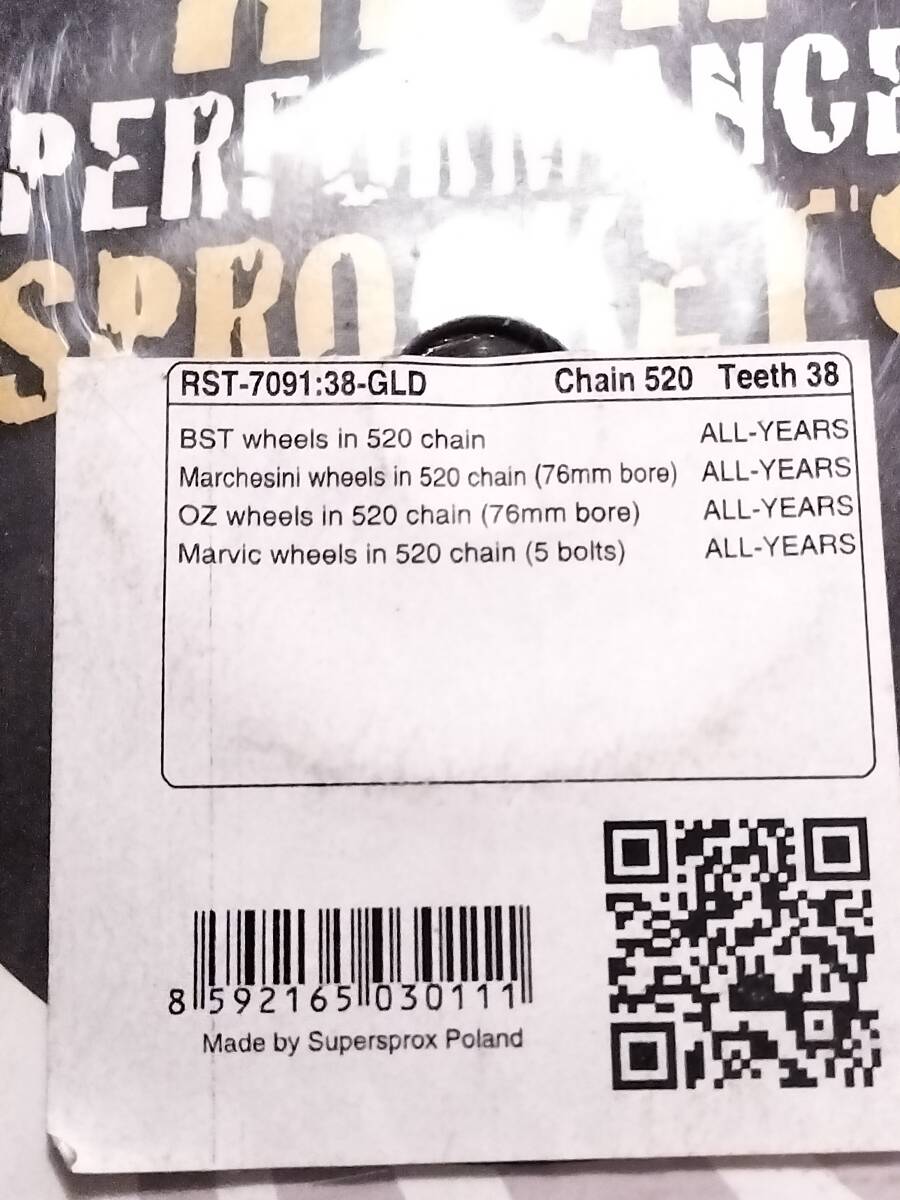 PERFORMANCE
SPROCKETS
RST-7091:38-GLD Chain 520 Teeth 38
BST wheels in 520 chain ALL-YEARS
Marchesini wheels in 520 chain (76mm bore) ALL-YEARS
OZ wheels in 520 chain (76mm bore) ALL-YEARS
Marvic wheels in 520 chain (5 bolts) ALL-YEARS
8 592165 030111
Made by Supersprox Poland